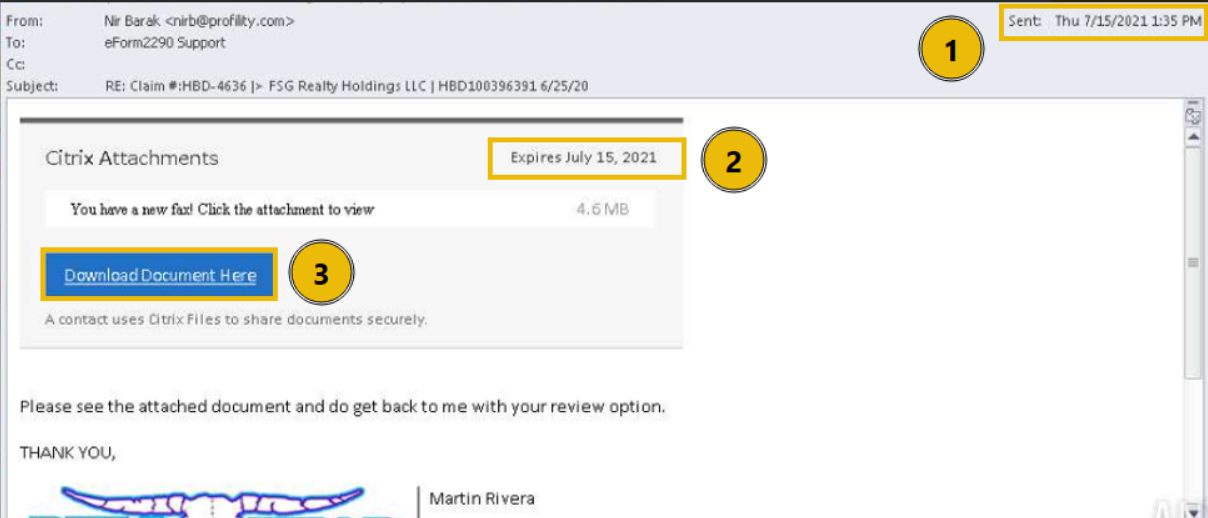 From: Nir Barak <nirb@profility.com>
Sent: Thu 7/15/2021 1:35 PM
1
To: eForm2290 Support
Cc:
Subject: RE: Claim #:HBD-4636 |> FSG Realty Holdings LLC | HBD100396391 6/25/20
Citrix Attachments
Expires July 15, 2021
2
You have a new fax! Click the attachment to view
4.6 MB
Download Document Here
3
A contact uses Citrix Files to share documents securely.
Please see the attached document and do get back to me with your review option.
THANK YOU,
Martin Rivera